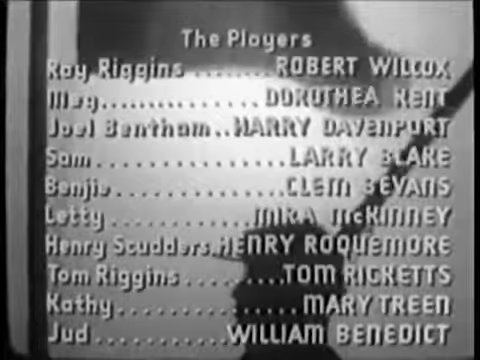 The Players
Ray Riggins ........ROBERT WILCOX
Meg...............DOROTHEA KENT
Joel Bentham..HARRY DAVENPORT
Sam..............LARRY BLAKE
Benjie............CLEM BEVANS
Letty ...........MIRA McKINNEY
Henry Scudders.HENRY ROQUEMORE
Tom Riggins .........TOM RICKETTS
Kathy...............MARY TREEN
Jud...........WILLIAM BENEDICT